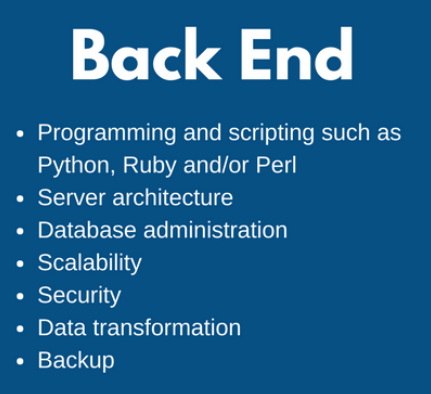 Back End
• Programming and scripting such as
Python, Ruby and/or Perl
• Server architecture
• Database administration
• Scalability
• Security
• Data transformation
• Backup